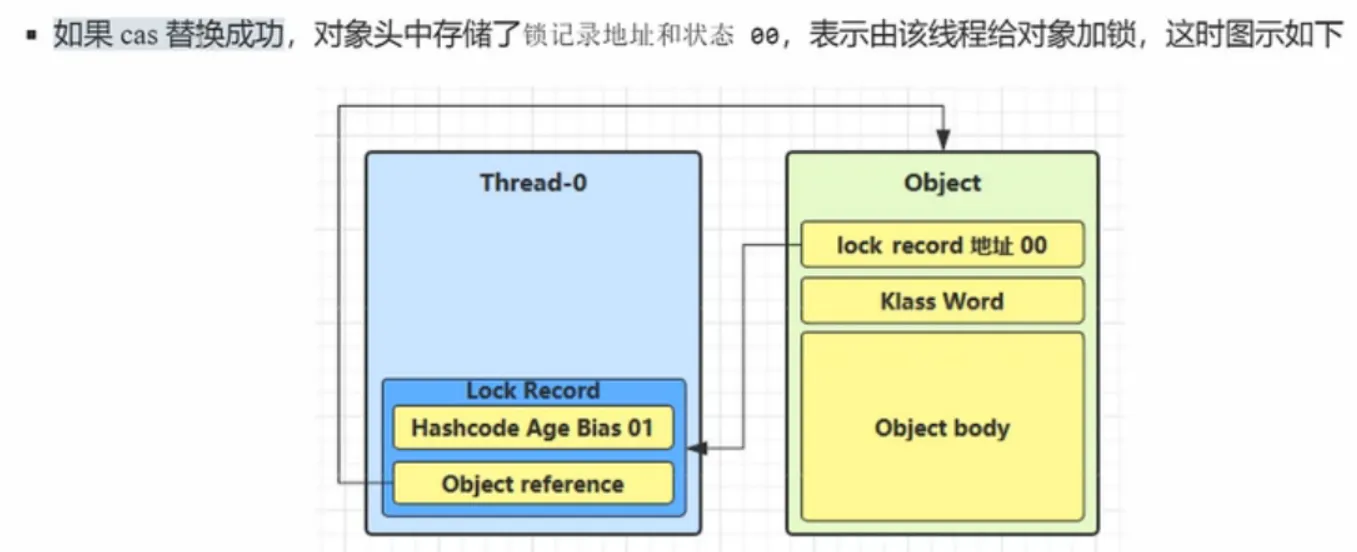 ▪ 如果 cas 替换成功，对象头中存储了锁记录地址和状态 00，表示由该线程给对象加锁，这时图示如下
Thread-0
Object
lock record 地址 00
Klass Word
Lock Record
Hashcode Age Bias 01
Object body
Object reference